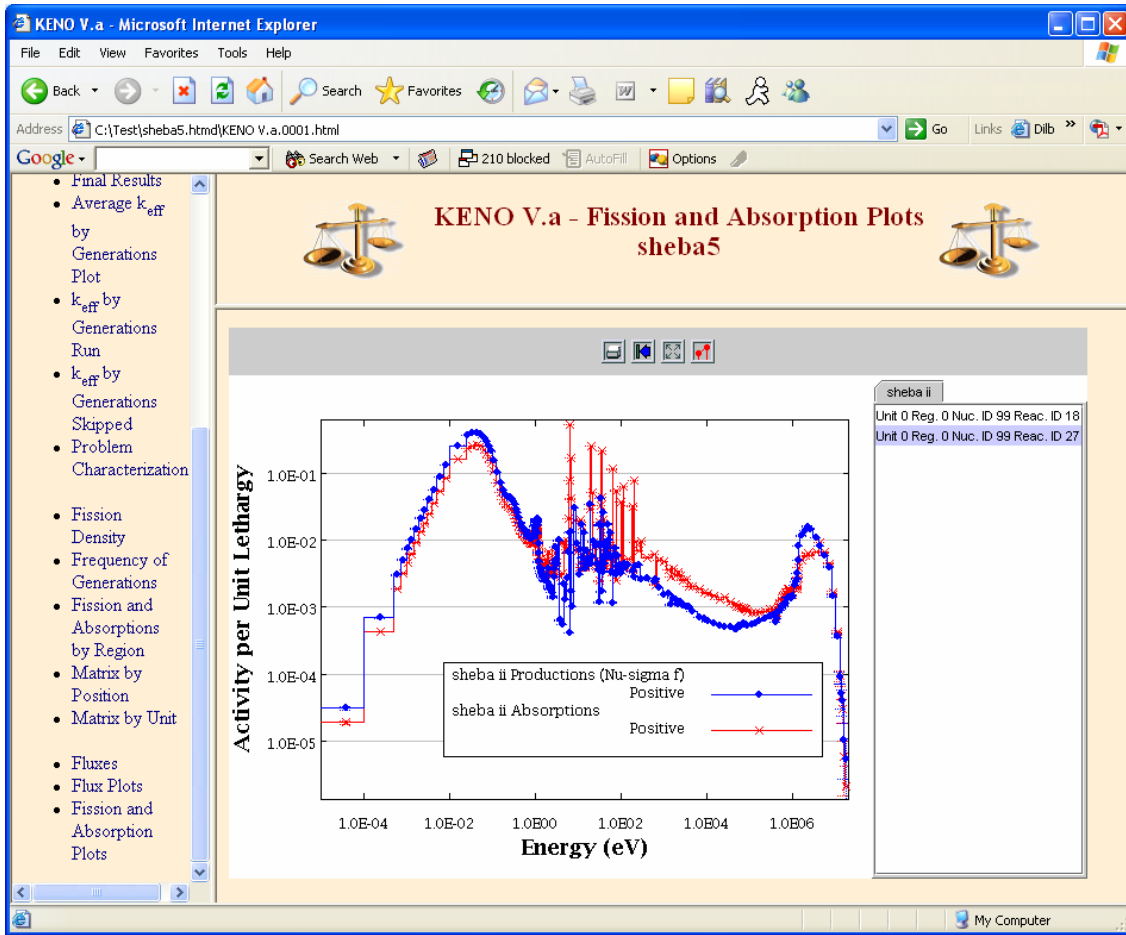 KENO V.a - Microsoft Internet Explorer
File Edit View Favorites Tools Help
Back Search Favorites
Address C:\Test\sheba5.htmd\KENO V.a.0001.html Go Links Dilb »
Google Search Web 210 blocked AutoFill Options
Final Results
Average k eff
by
Generations
Plot
k eff by
Generations
Run
k eff by
Generations
Skipped
Problem
Characterization
Fission
Density
Frequency of
Generations
Fission and
Absorptions
by Region
Matrix by
Position
Matrix by Unit
Fluxes
Flux Plots
Fission and
Absorption
Plots
KENO V.a - Fission and Absorption Plots
sheba5
sheba ii
Unit 0 Reg. 0 Nuc. ID 99 Reac. ID 18
Unit 0 Reg. 0 Nuc. ID 99 Reac. ID 27
Activity per Unit Lethargy
1.0E-01
1.0E-02
1.0E-03
1.0E-04
1.0E-05
sheba ii Productions (Nu-sigma f)
Positive
sheba ii Absorptions
Positive
1.0E-04 1.0E-02 1.0E00 1.0E02 1.0E04 1.0E06
Energy (eV)
My Computer